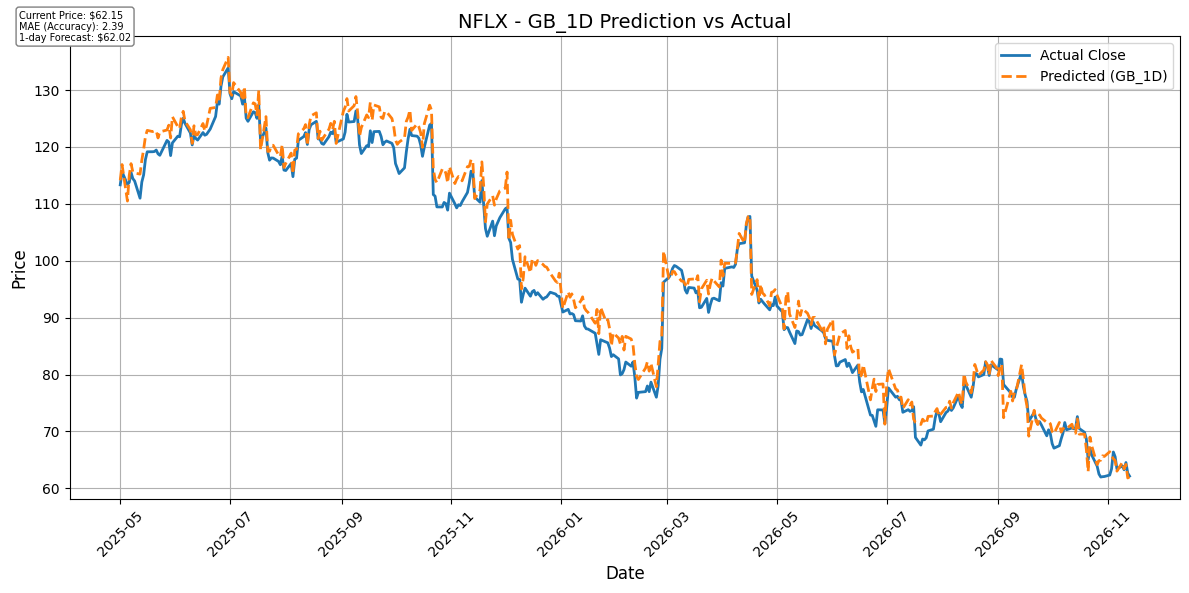 Current Price: $62.15
MAE (Accuracy): 2.39
1-day Forecast: $62.02
NFLX - GB_1D Prediction vs Actual
Actual Close
Predicted (GB_1D)
Price
130
120
110
100
90
80
70
60
2025-05
2025-07
2025-09
2025-11
2026-01
2026-03
2026-05
2026-07
2026-09
2026-11
Date